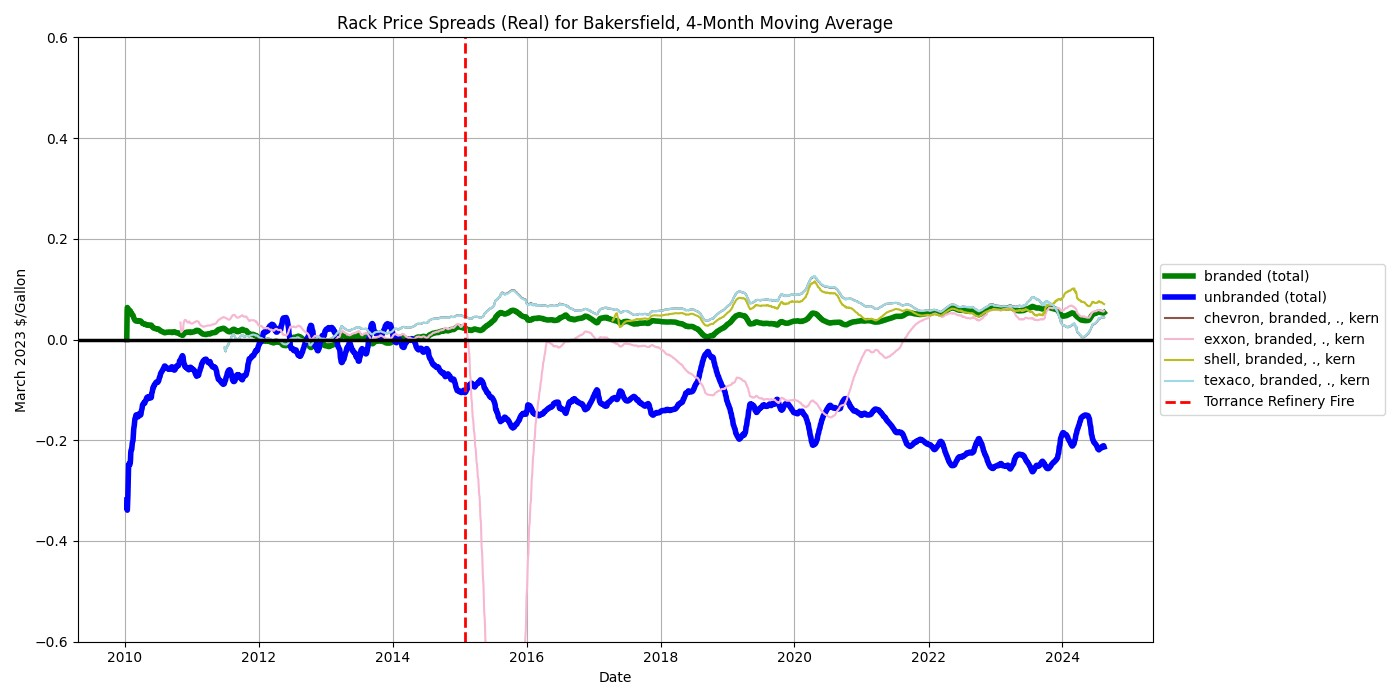 Rack Price Spreads (Real) for Bakersfield, 4-Month Moving Average
March 2023 $/Gallon
0.6
0.4
0.2
0.0
−0.2
−0.4
−0.6
2010
2012
2014
2016
2018
2020
2022
2024
Date
branded (total)
unbranded (total)
chevron, branded, ., kern
exxon, branded, ., kern
shell, branded, ., kern
texaco, branded, ., kern
Torrance Refinery Fire